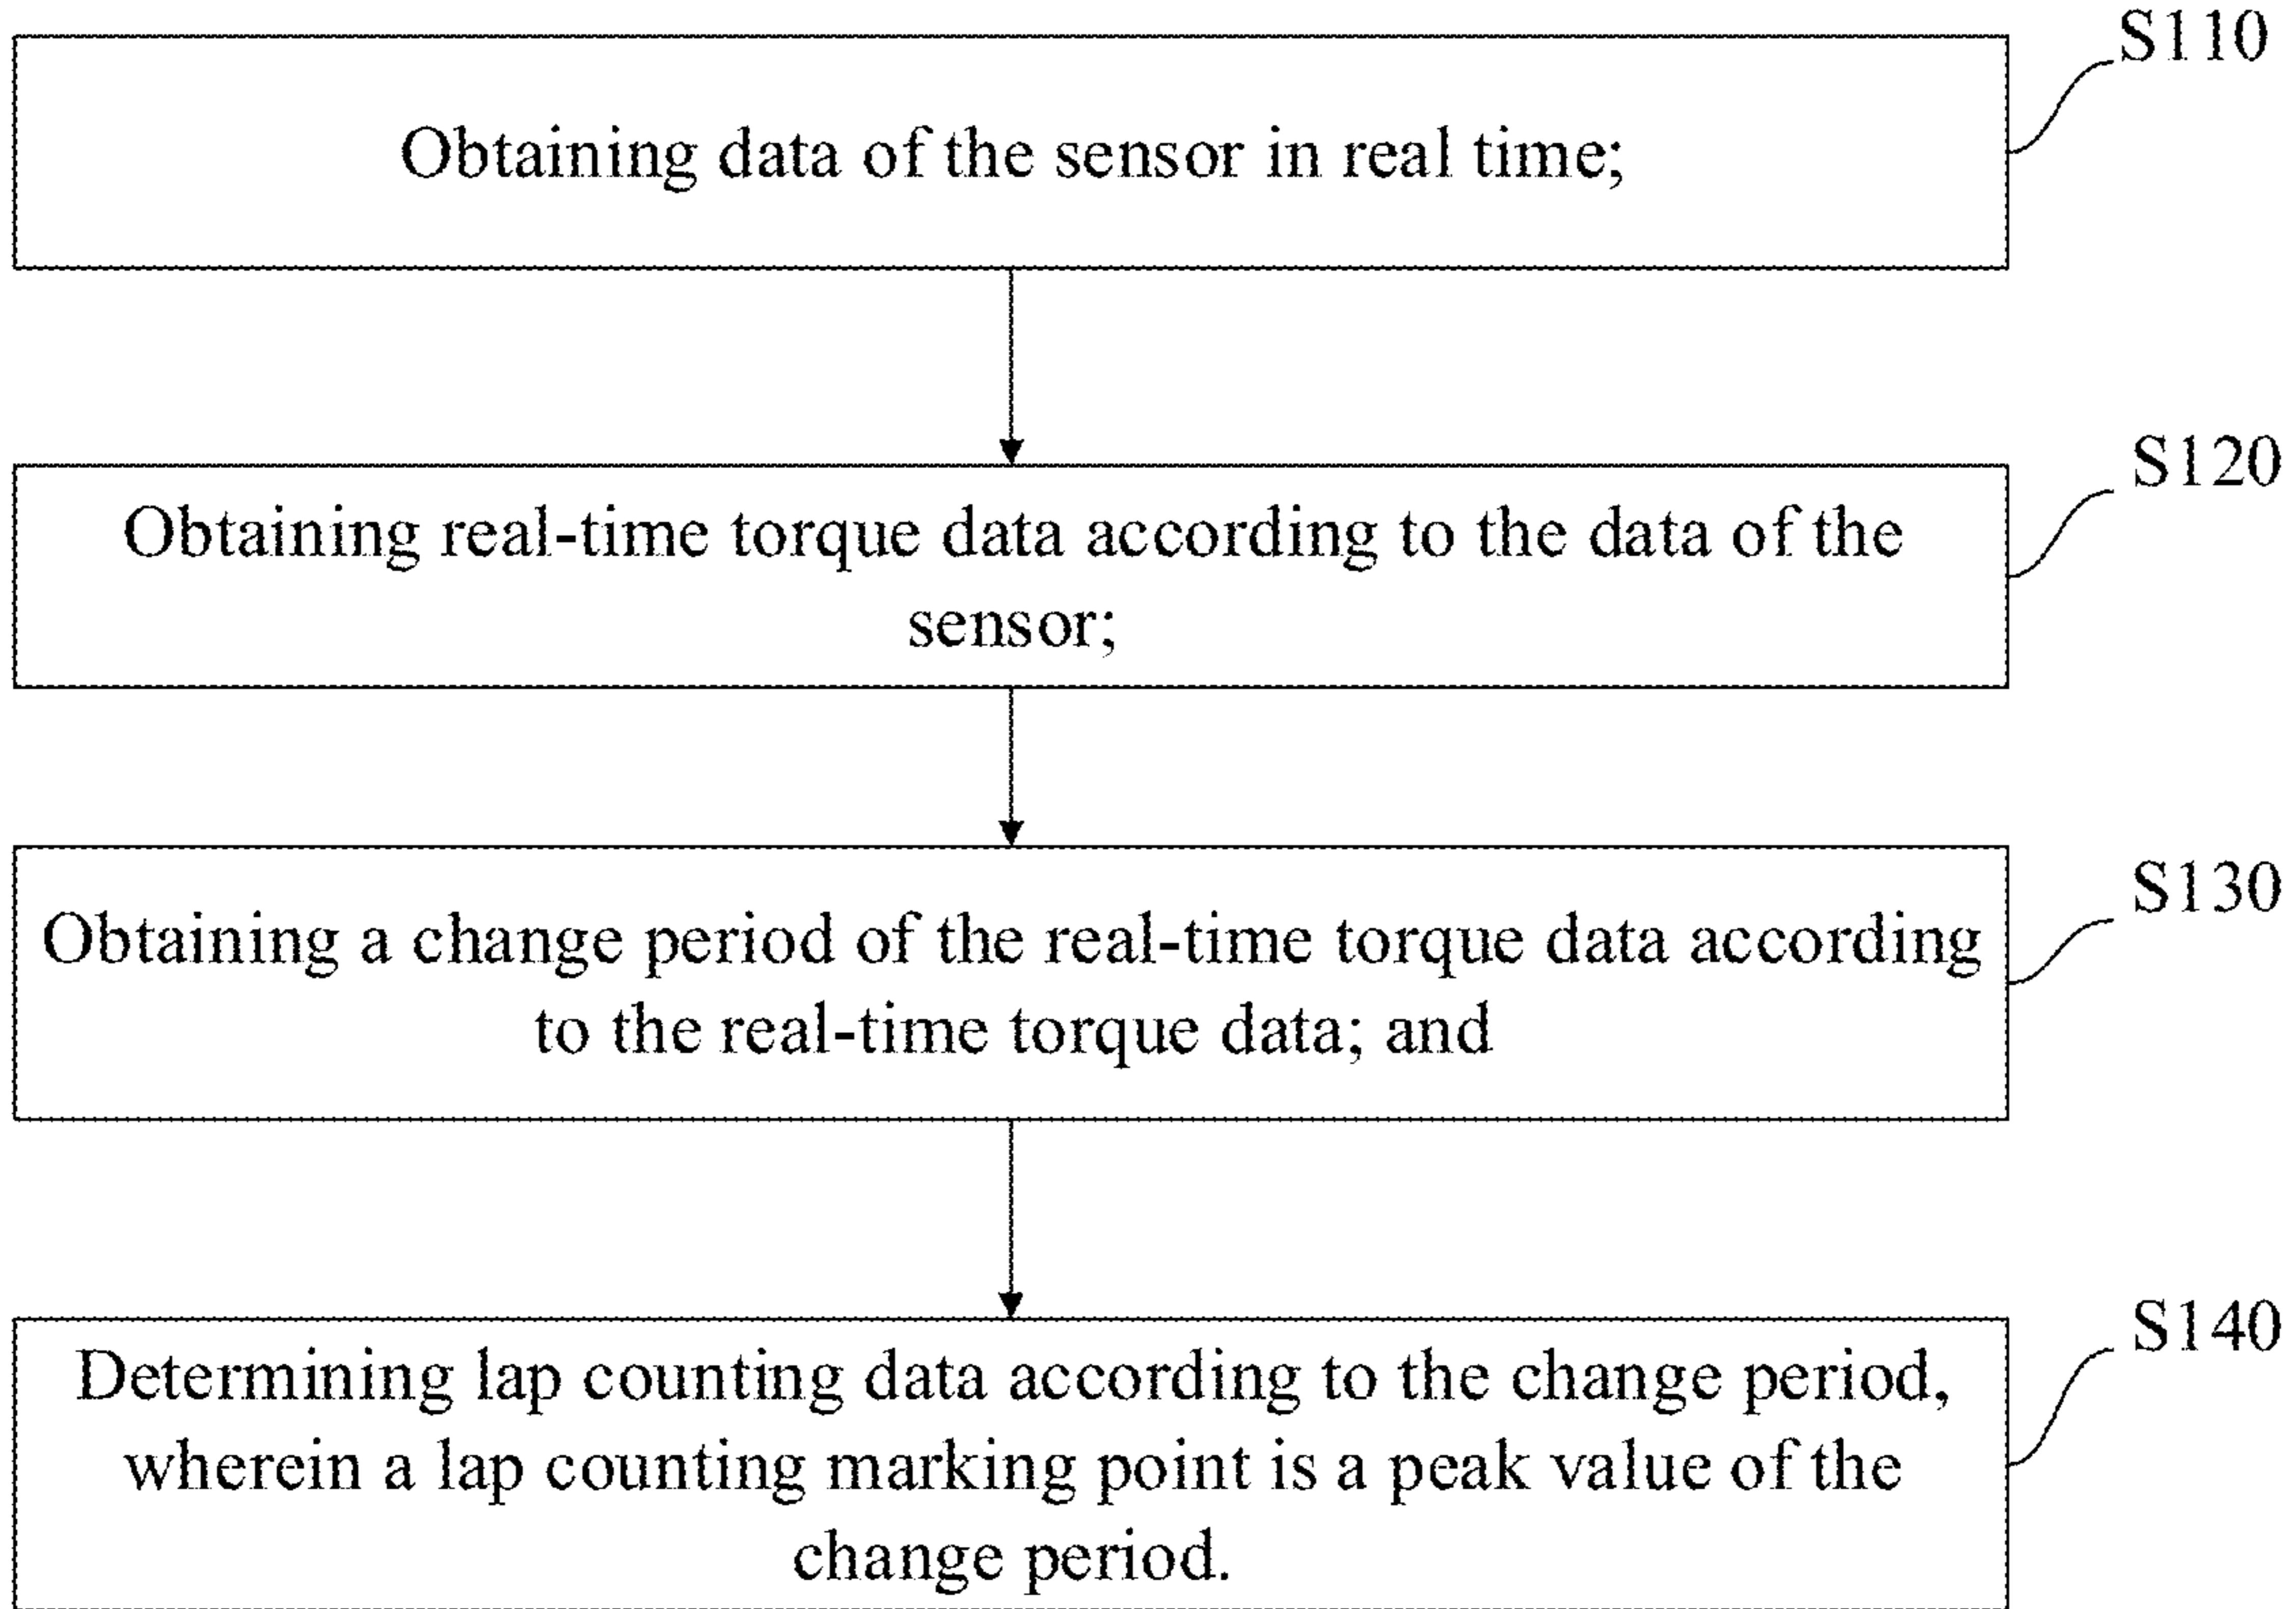 S110
Obtaining data of the sensor in real time;
S120
Obtaining real-time torque data according to the data of the
sensor;
S130
Obtaining a change period of the real-time torque data according
to the real-time torque data; and
S140
Determining lap counting data according to the change period,
wherein a lap counting marking point is a peak value of the
change period.